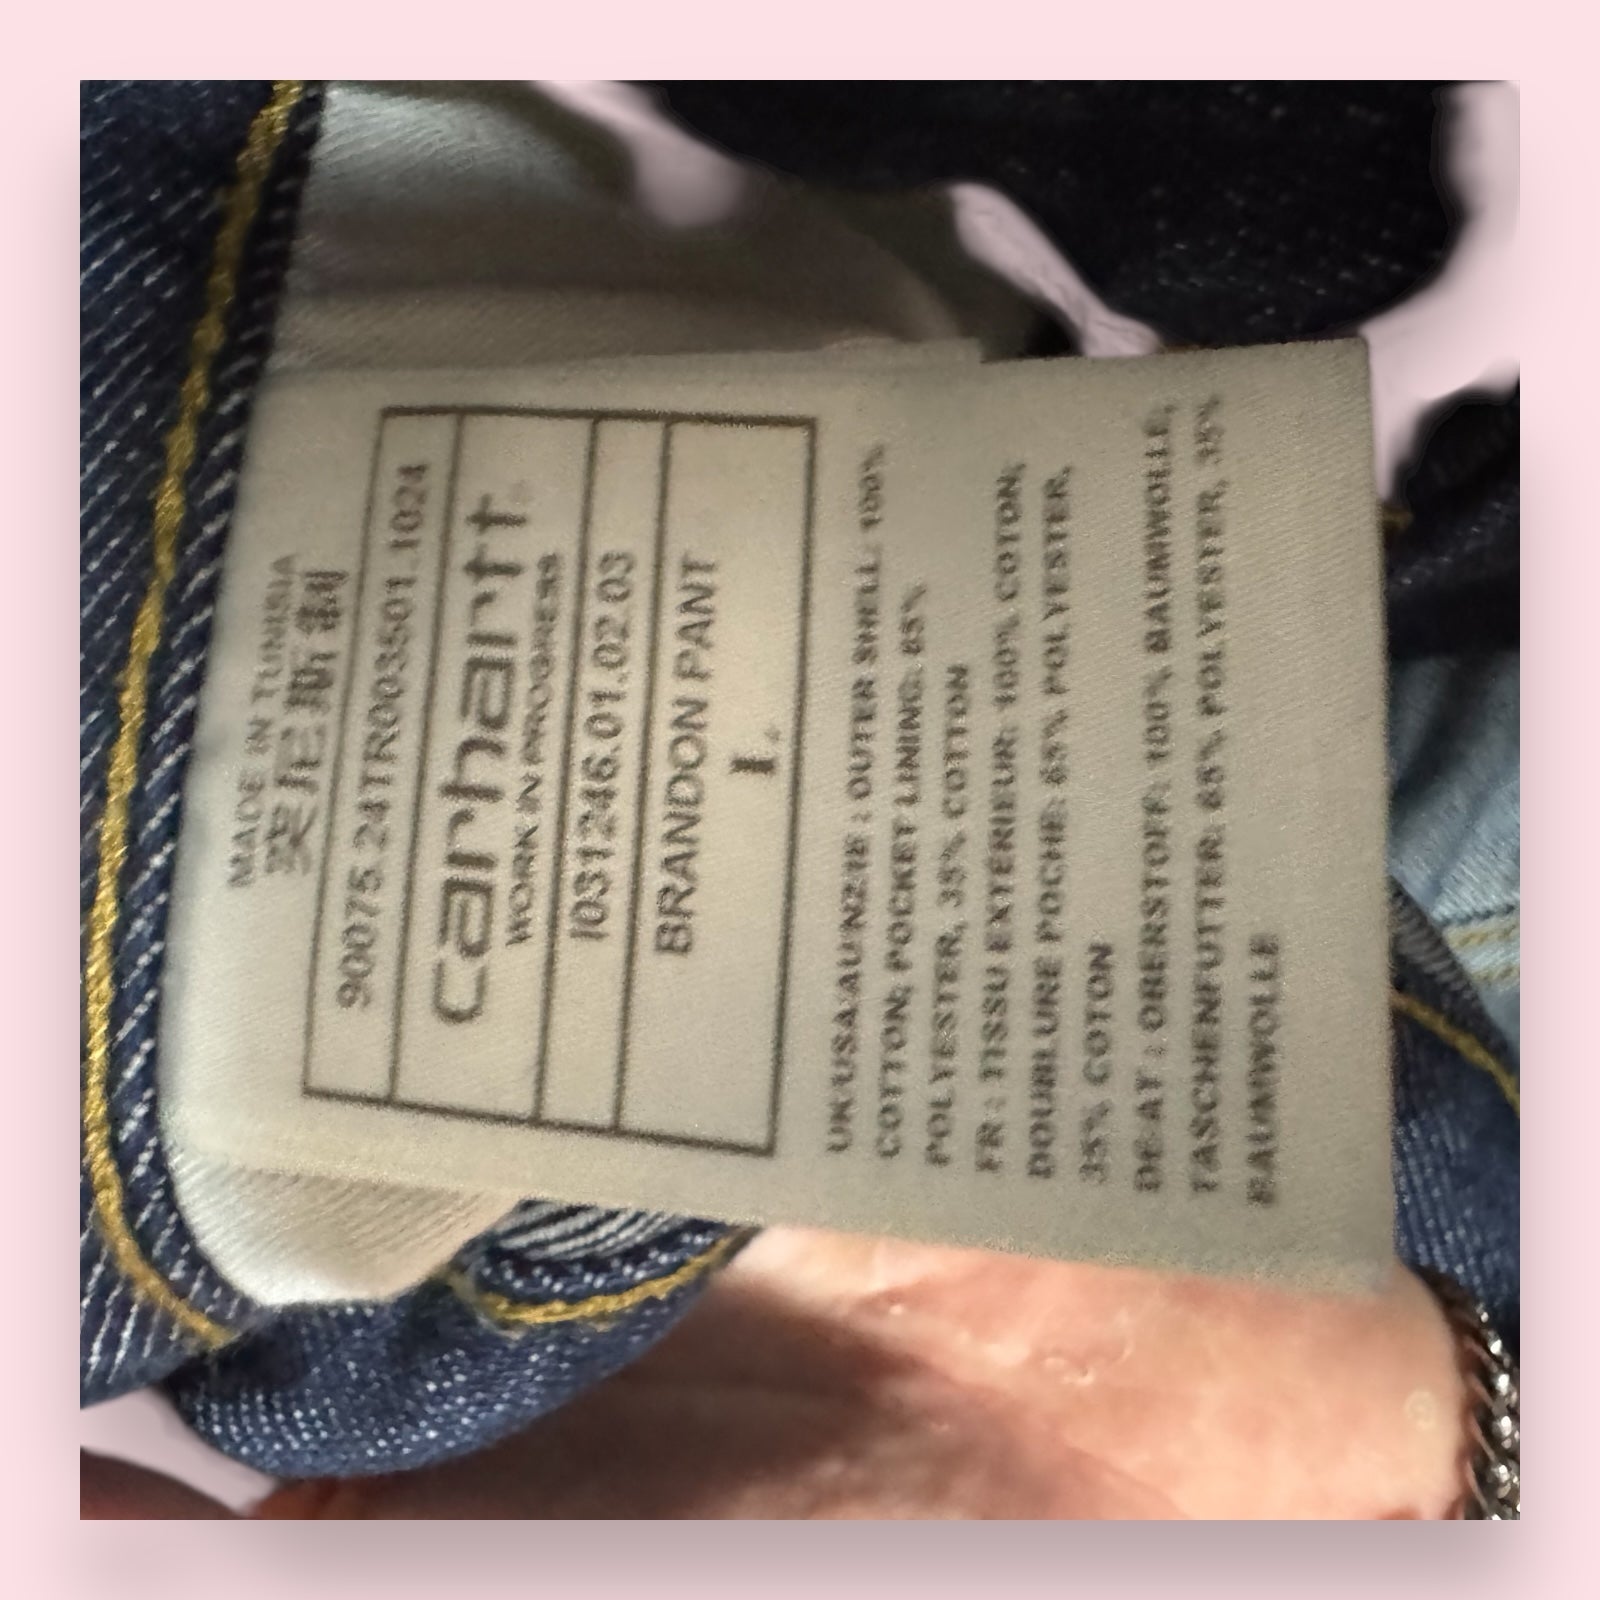 MADE IN TUNISIA
突尼斯制
900075.24TR003501.1024
carhartt
WORK IN PROGRESS
I031246.01.02.03
BRANDON PANT
L
UK/USA/AU/NZ/IE : OUTER SHELL: 100%
COTTON; POCKET LINING: 65%
POLYESTER, 35% COTTON
FR : TISSU EXTERIEUR: 100% COTON;
DOUBLURE POCHE: 65% POLYESTER,
35% COTON
DE/AT : OBERSTOFF: 100% BAUMWOLLE;
TASCHENFUTTER: 65% POLYESTER, 35%
BAUMWOLLE